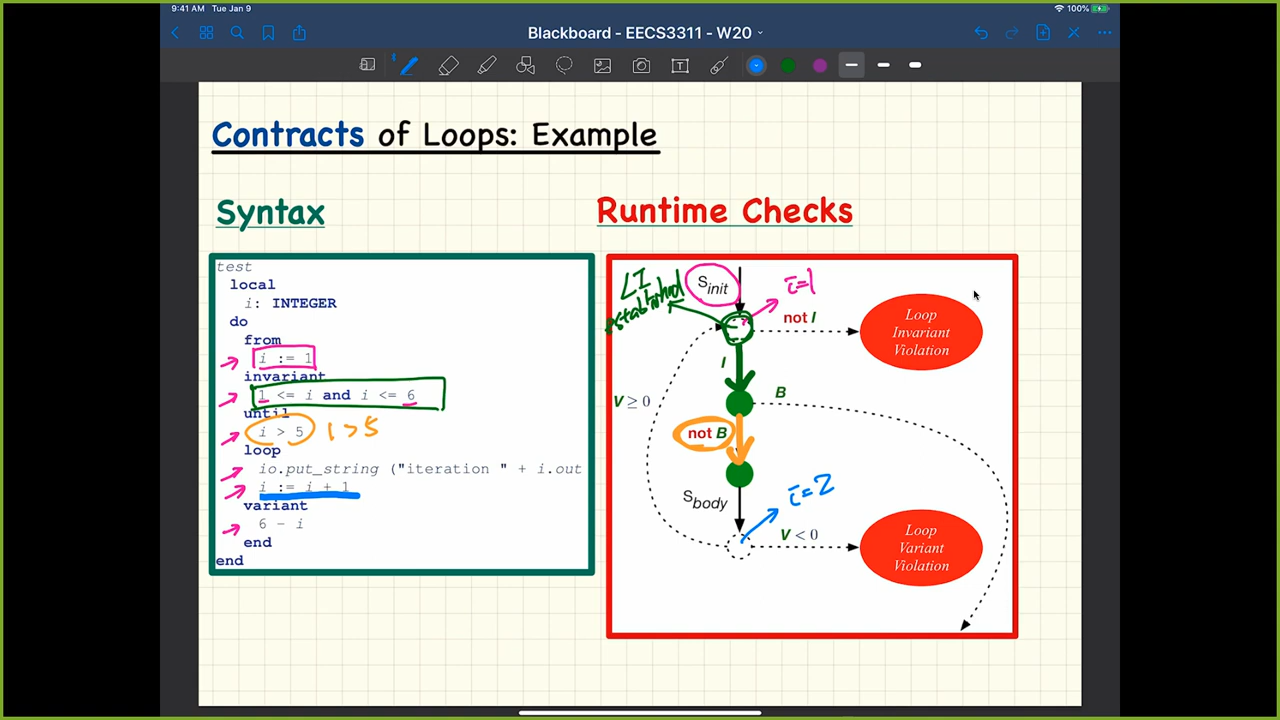 9:41 AM Tue Jan 9
100%
Blackboard - EECS3311 - W20
Contracts of Loops: Example
Syntax
Runtime Checks
test
local
i: INTEGER
do
from
i := 1
invariant
1 <= i and i <= 6
until
i > 5
1 > 5
loop
io.put_string ("iteration " + i.out
i := i + 1
variant
6 - i
end
end
LI
established
Sinit
i=1
not I
Loop
Invariant
Violation
I
V ≥ 0
B
not B
Sbody
i=2
V < 0
Loop
Variant
Violation